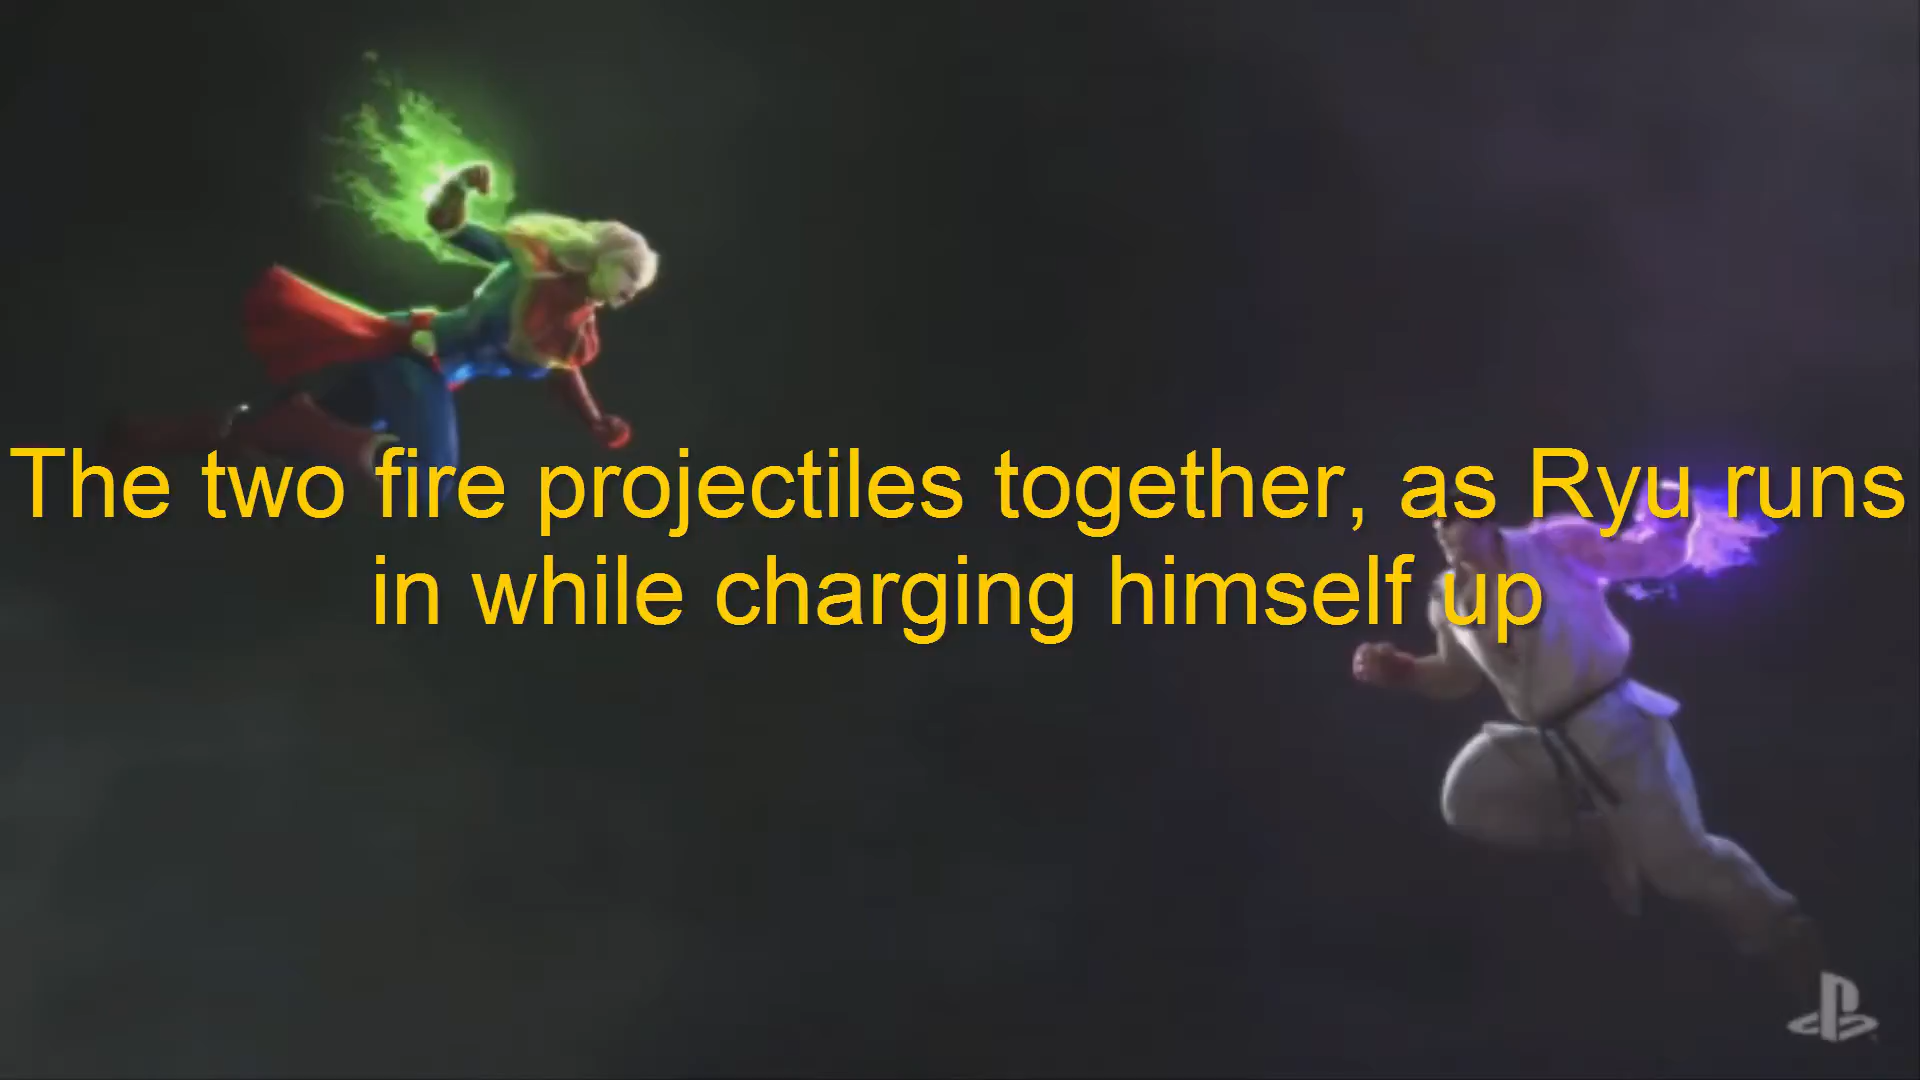 The two fire projectiles together, as Ryu runs
in while charging himself up